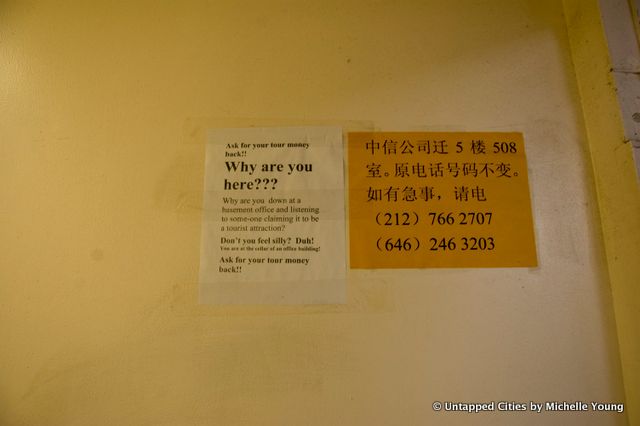 Ask for your tour money
back!!
Why are you
here???
Why are you down at a
basement office and listening
to some-one claiming it to be
a tourist attraction?
Don't you feel silly? Duh!
You are at the cellar of an office building!
Ask for your tour money
back!!
中信公司迁 5 楼 508
室。原电话号码不变。
如有急事，请电
（212）766 2707
（646）246 3203
© Untapped Cities by Michelle Young